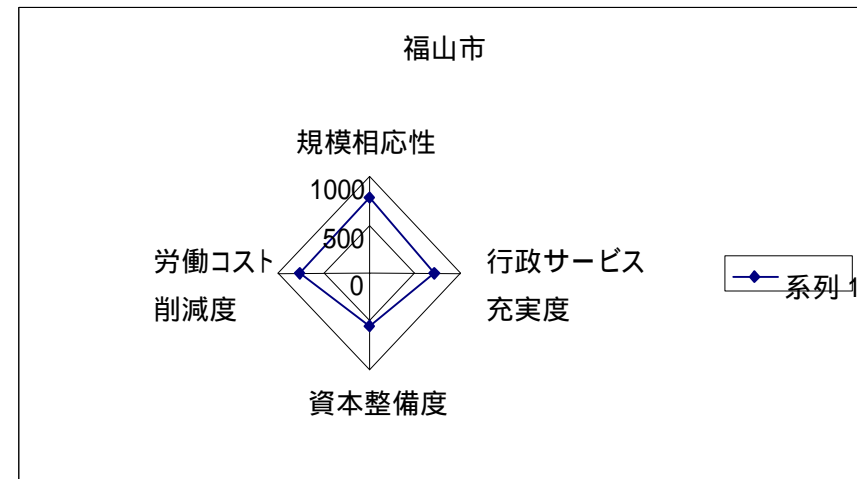 福山市
規模相応性
1000
500
0
労働コスト
削減度
行政サービス
充実度
資本整備度
系列1